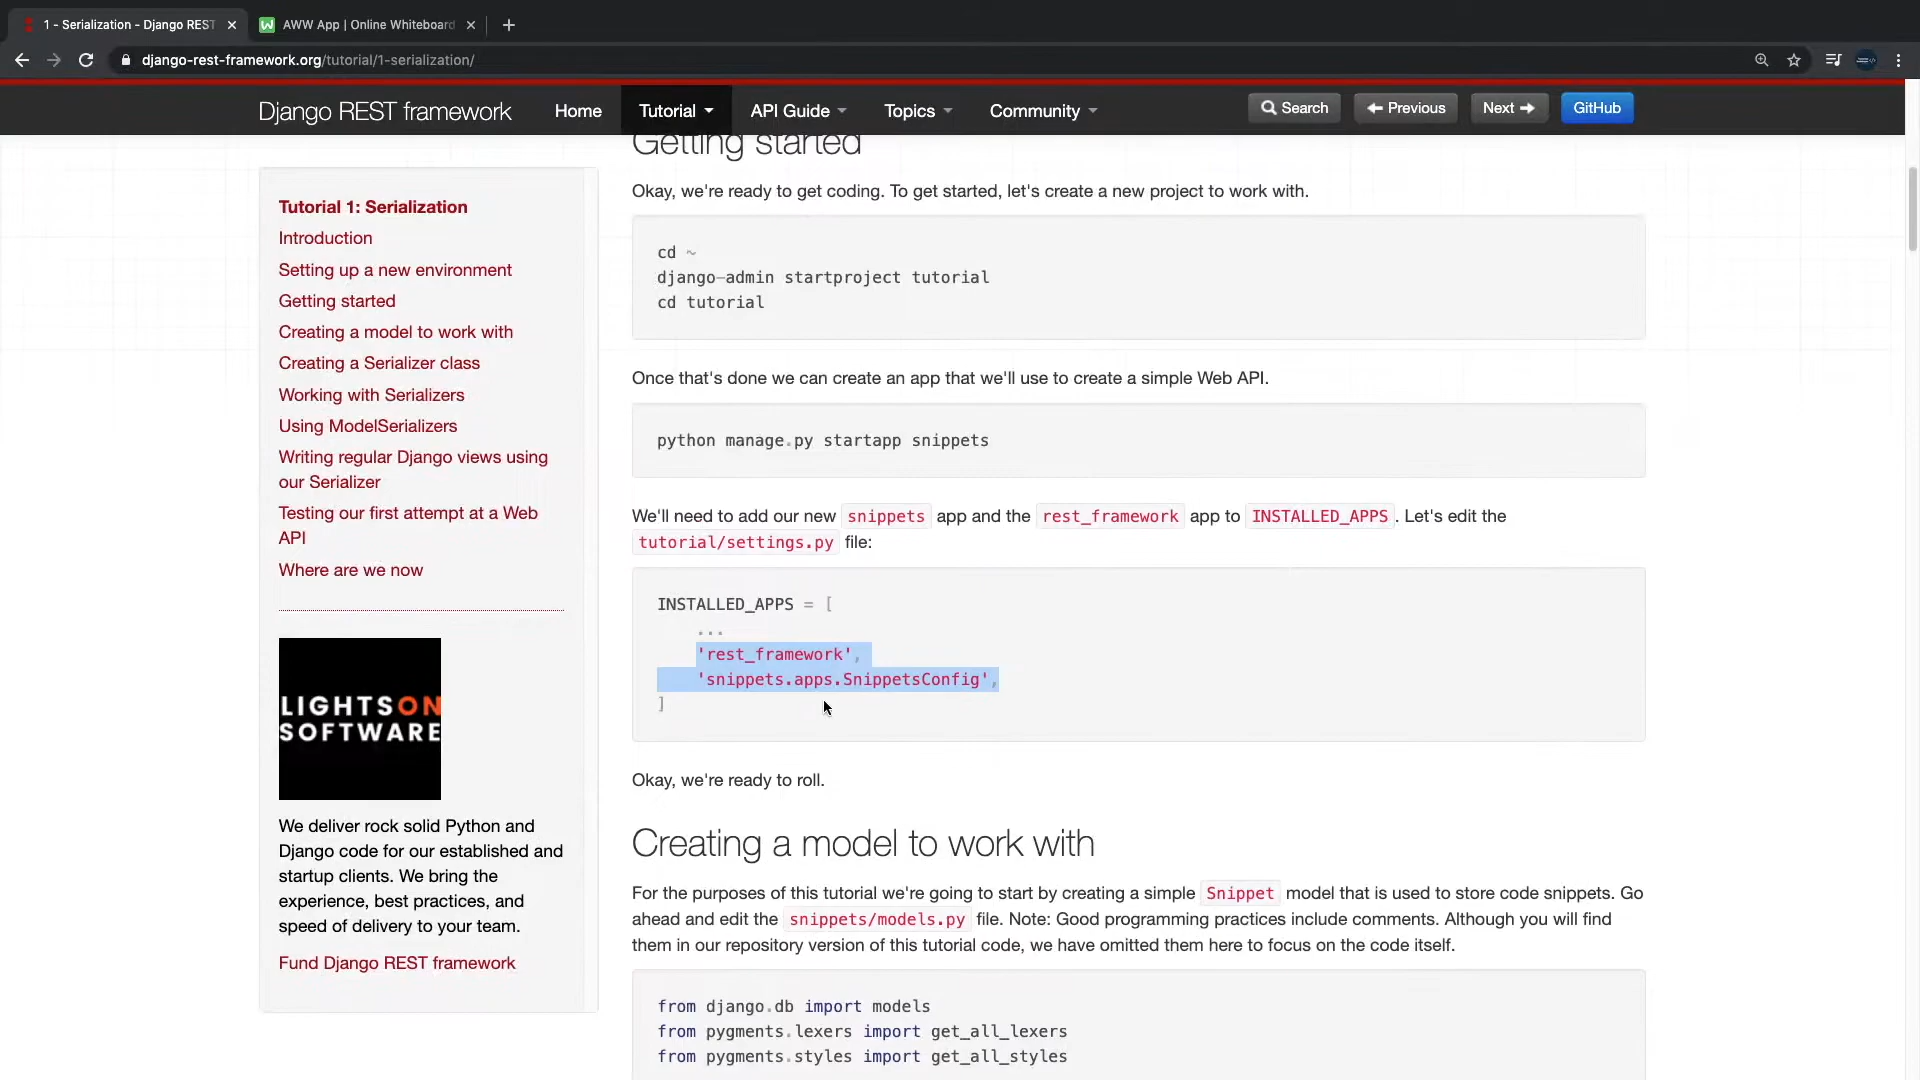 1 - Serialization - Django REST
AWW App | Online Whiteboard
django-rest-framework.org/tutorial/1-serialization/
Django REST framework
Home
Tutorial
API Guide
Topics
Community
Search
Previous
Next
GitHub
Tutorial 1: Serialization
Introduction
Setting up a new environment
Getting started
Creating a model to work with
Creating a Serializer class
Working with Serializers
Using ModelSerializers
Writing regular Django views using
our Serializer
Testing our first attempt at a Web
API
Where are we now
LIGHTSON
SOFTWARE
We deliver rock solid Python and
Django code for our established and
startup clients. We bring the
experience, best practices, and
speed of delivery to your team.
Fund Django REST framework
Getting started
Okay, we're ready to get coding. To get started, let's create a new project to work with.
cd ~
django-admin startproject tutorial
cd tutorial
Once that's done we can create an app that we'll use to create a simple Web API.
python manage.py startapp snippets
We'll need to add our new snippets app and the rest_framework app to INSTALLED_APPS. Let's edit the
tutorial/settings.py file:
INSTALLED_APPS = [
...
'rest_framework',
'snippets.apps.SnippetsConfig',
]
Okay, we're ready to roll.
Creating a model to work with
For the purposes of this tutorial we're going to start by creating a simple Snippet model that is used to store code snippets. Go
ahead and edit the snippets/models.py file. Note: Good programming practices include comments. Although you will find
them in our repository version of this tutorial code, we have omitted them here to focus on the code itself.
from django.db import models
from pygments.lexers import get_all_lexers
from pygments.styles import get_all_styles